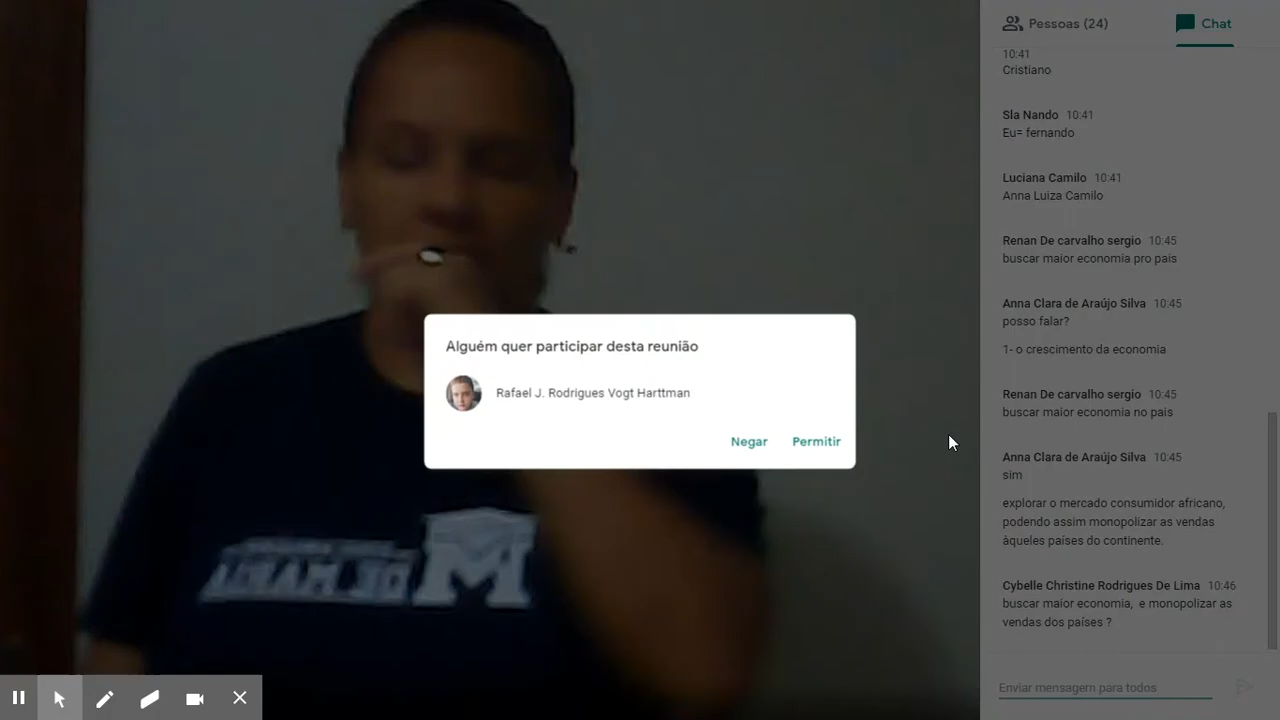 Pessoas (24)
Chat
10:41
Cristiano
Sla Nando 10:41
Eu= fernando
Luciana Camilo 10:41
Anna Luiza Camilo
Renan De carvalho sergio 10:45
buscar maior economia pro pais
Anna Clara de Araújo Silva 10:45
posso falar?
1- o crescimento da economia
Renan De carvalho sergio 10:45
buscar maior economia no pais
Anna Clara de Araújo Silva 10:45
sim
explorar o mercado consumidor africano,
podendo assim monopolizar as vendas
àqueles países do continente.
Cybelle Christine Rodrigues De Lima 10:46
buscar maior economia, e monopolizar as
vendas dos países ?
Enviar mensagem para todos
Alguém quer participar desta reunião
Rafael J. Rodrigues Vogt Harttman
Negar
Permitir
M
DE MARIA